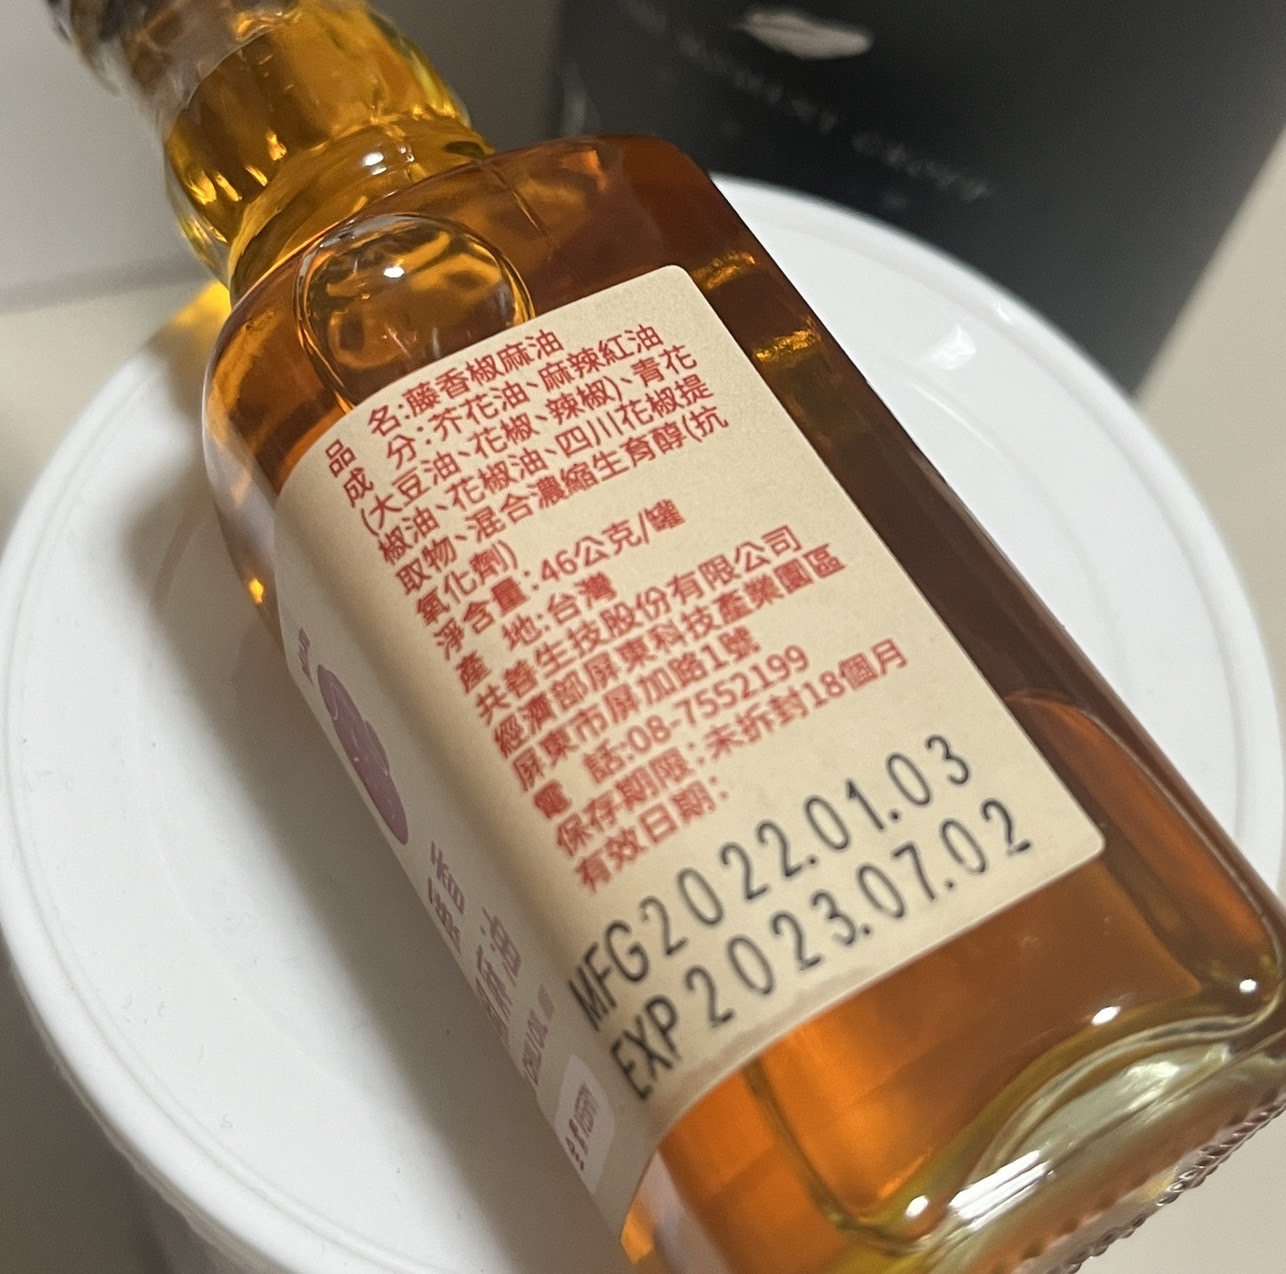 品 名:藤香椒麻油
成 分:芥花油、麻辣紅油
(大豆油、花椒、辣椒)、青花
椒油、花椒油、四川花椒提
取物、混合濃縮生育醇(抗
氧化劑)
淨含量:46公克/罐
產 地:台灣
共善生技股份有限公司
經濟部屏東科技產業園區
屏東市屏加路1號
電 話:08-7552199
保存期限:未拆封18個月
有效日期:
MFG2022.01.03
EXP2023.07.02